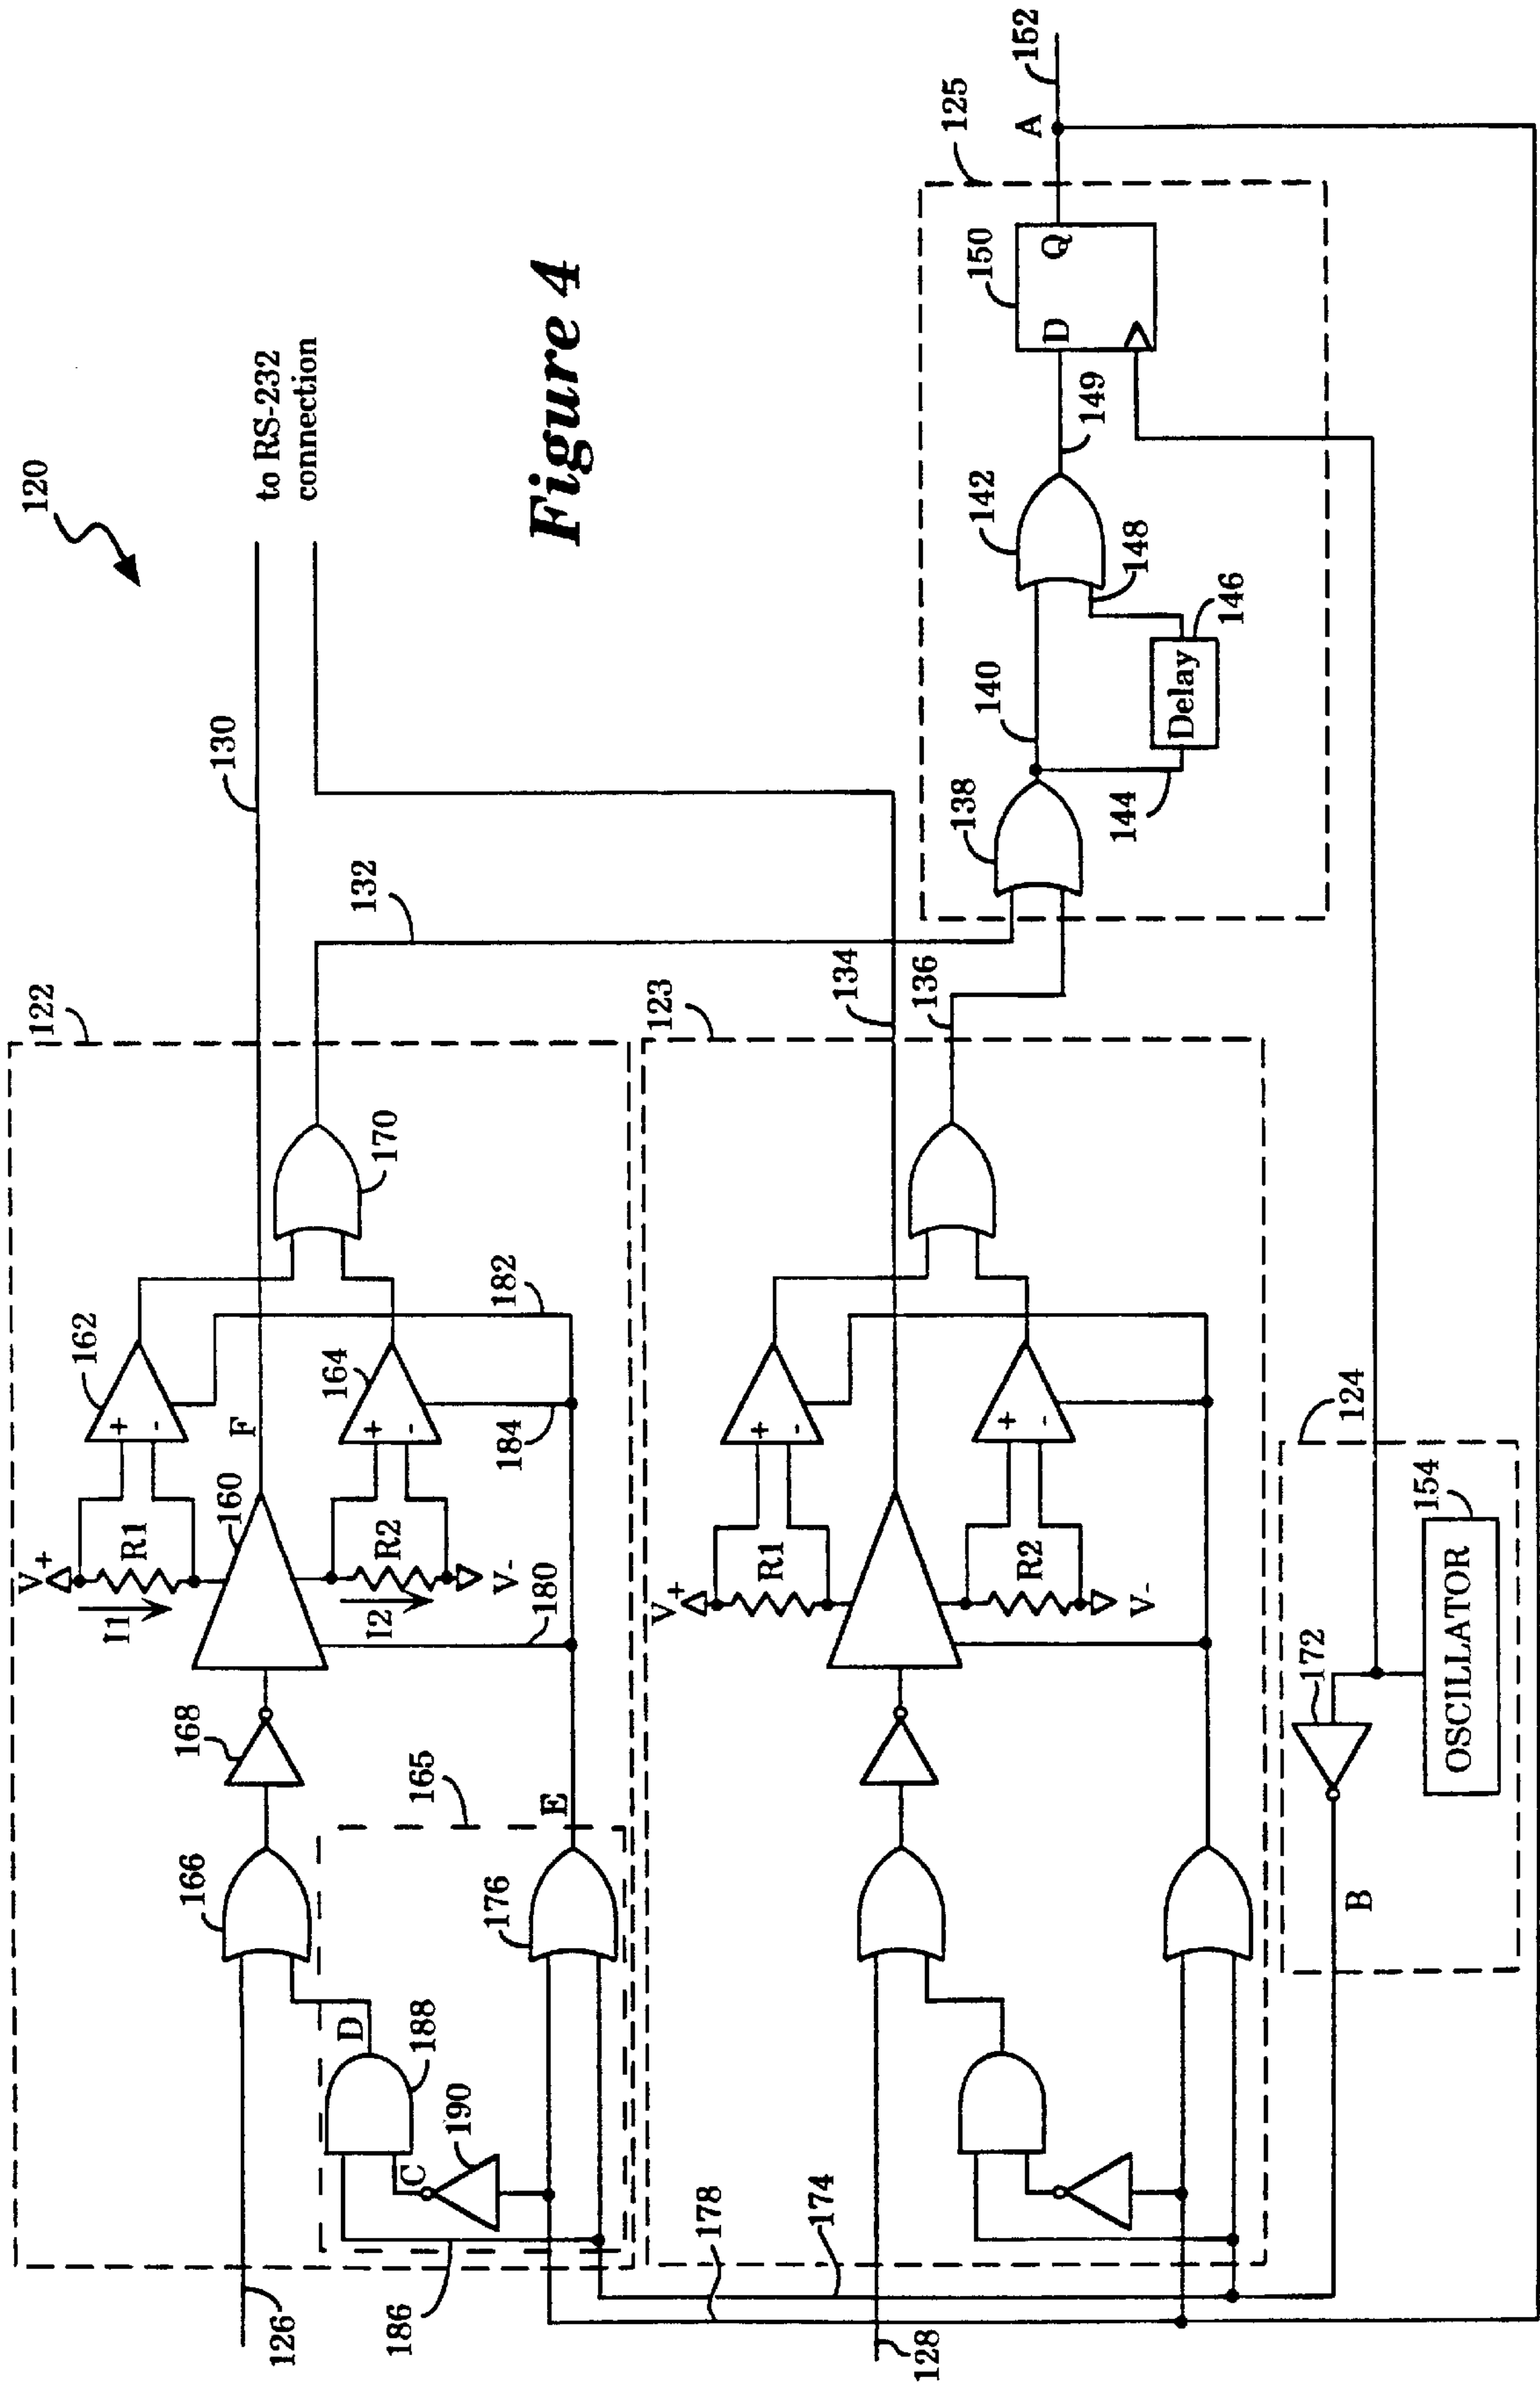 120
to RS-232
connection
Figure 4
130
132
134
136
122
126
166
168
160
F
162
+
-
V+
R1
I1
164
+
-
R2
I2
V-
180
182
184
170
165
E
176
D
188
C
190
186
123
128
V+
R1
+
-
R2
+
-
V-
178
174
124
172
B
OSCILLATOR
154
125
138
140
144
Delay
146
148
142
149
150
D
Q
A
152